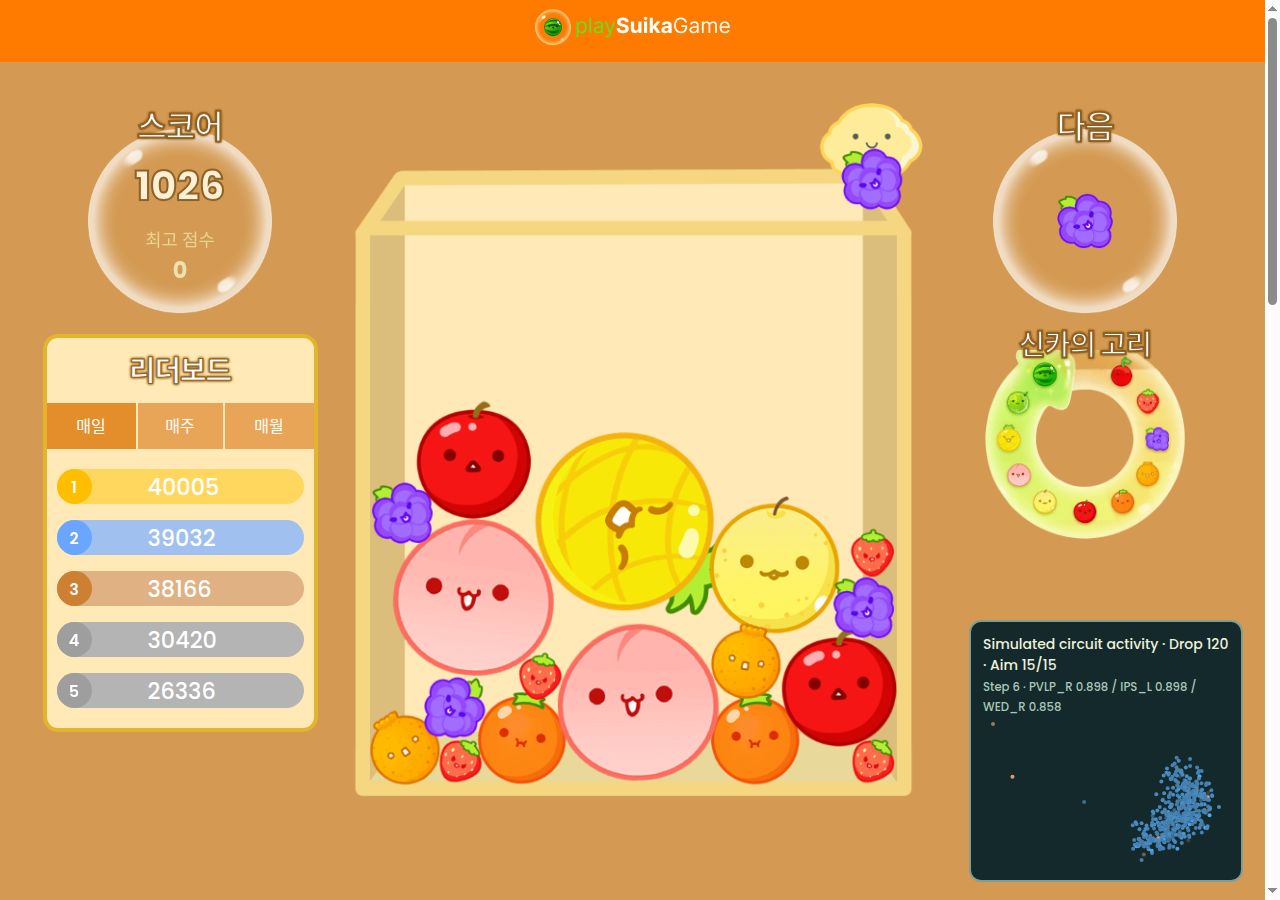 playSuikaGame
스코어
1026
최고 점수
0
다음
신카의 고리
리더보드
매일 매주 매월
1 40005
2 39032
3 38166
4 30420
5 26336
Simulated circuit activity · Drop 120
· Aim 15/15
Step 6 · PVLP_R 0.898 / IPS_L 0.898 /
WED_R 0.858